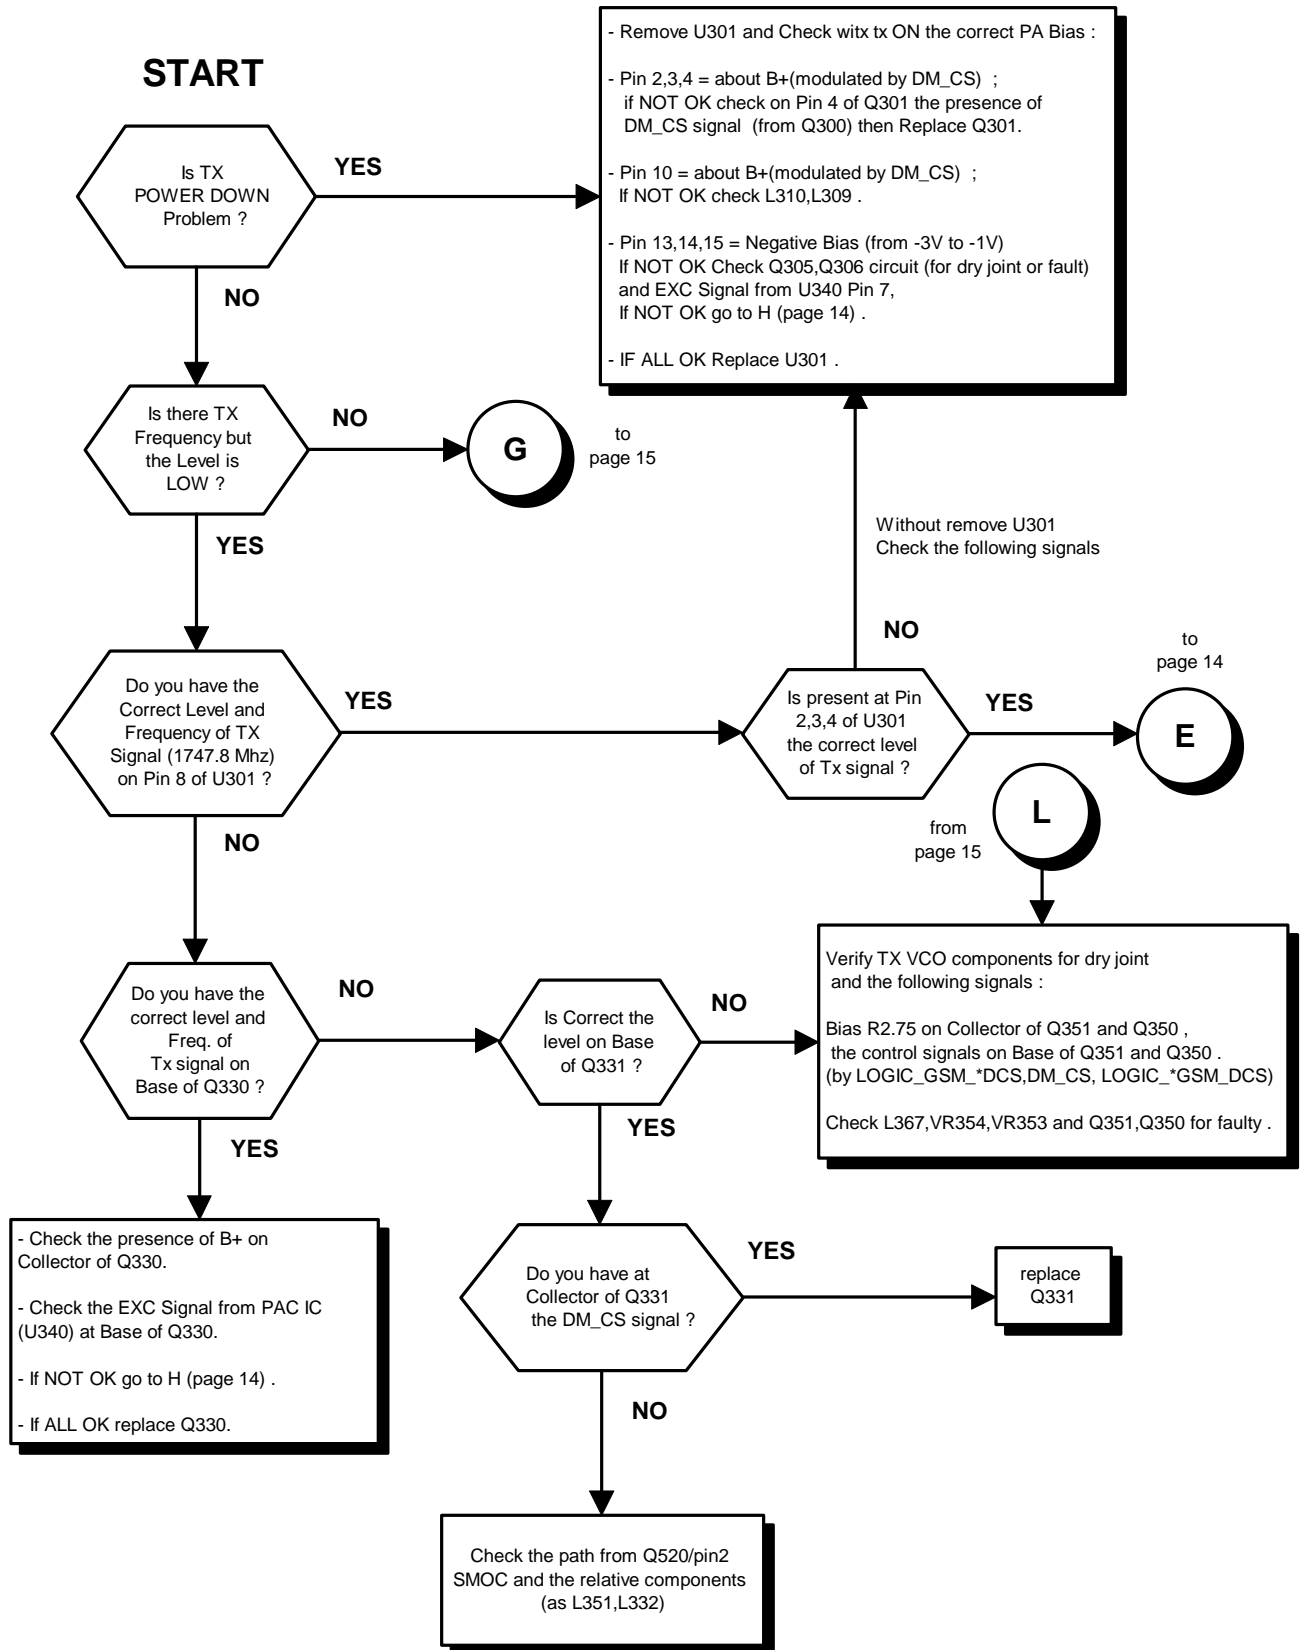 START
Is TX
POWER DOWN
Problem ?
YES
- Remove U301 and Check witx tx ON the correct PA Bias :
- Pin 2,3,4 = about B+(modulated by DM_CS) ;
if NOT OK check on Pin 4 of Q301 the presence of
DM_CS signal (from Q300) then Replace Q301.
- Pin 10 = about B+(modulated by DM_CS) ;
If NOT OK check L310,L309 .
- Pin 13,14,15 = Negative Bias (from -3V to -1V)
If NOT OK Check Q305,Q306 circuit (for dry joint or fault)
and EXC Signal from U340 Pin 7,
If NOT OK go to H (page 14) .
- IF ALL OK Replace U301 .
NO
Is there TX
Frequency but
the Level is
LOW ?
NO
G
to
page 15
YES
Without remove U301
Check the following signals
NO
Do you have the
Correct Level and
Frequency of TX
Signal (1747.8 Mhz)
on Pin 8 of U301 ?
YES
Is present at Pin
2,3,4 of U301
the correct level
of Tx signal ?
YES
to
page 14
E
NO
from
page 15
L
Do you have the
correct level and
Freq. of
Tx signal on
Base of Q330 ?
NO
Is Correct the
level on Base
of Q331 ?
NO
Verify TX VCO components for dry joint
and the following signals :
Bias R2.75 on Collector of Q351 and Q350 ,
the control signals on Base of Q351 and Q350 .
(by LOGIC_GSM_*DCS,DM_CS, LOGIC_*GSM_DCS)
Check L367,VR354,VR353 and Q351,Q350 for faulty .
YES
YES
- Check the presence of B+ on
Collector of Q330.
- Check the EXC Signal from PAC IC
(U340) at Base of Q330.
- If NOT OK go to H (page 14) .
- If ALL OK replace Q330.
Do you have at
Collector of Q331
the DM_CS signal ?
YES
replace
Q331
NO
Check the path from Q520/pin2
SMOC and the relative components
(as L351,L332)